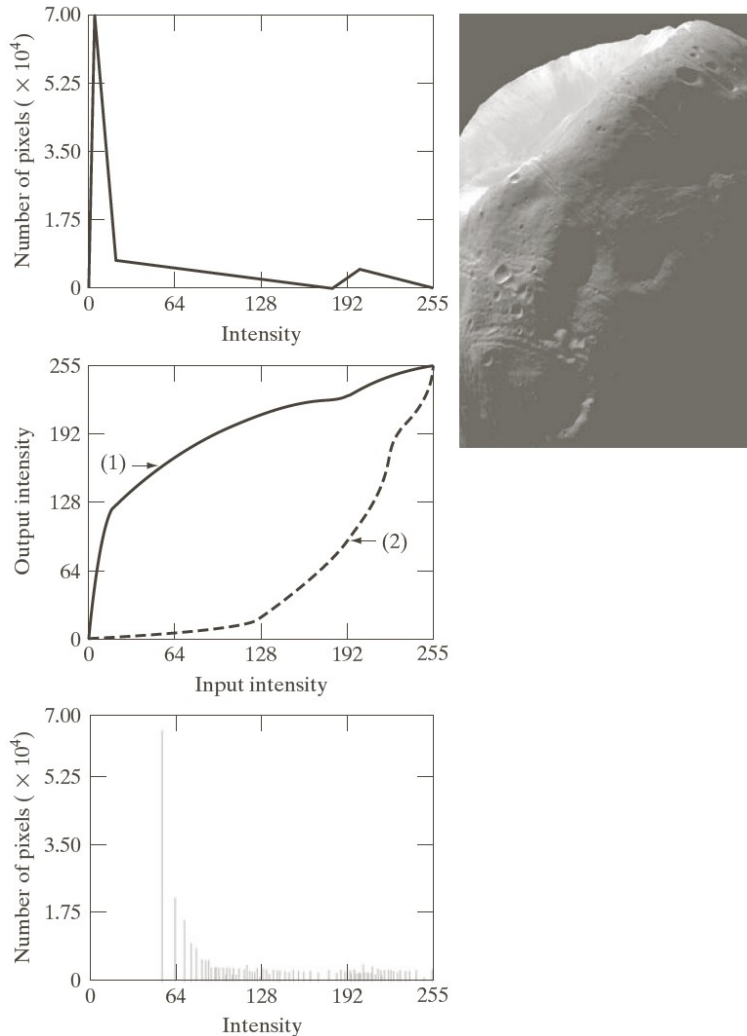 7.00
5.25
3.50
1.75
0
Number of pixels ( × 10⁴)
0 64 128 192 255
Intensity
255
192
128
64
0
Output intensity
(1)
(2)
0 64 128 192 255
Input intensity
7.00
5.25
3.50
1.75
0
Number of pixels ( × 10⁴)
0 64 128 192 255
Intensity